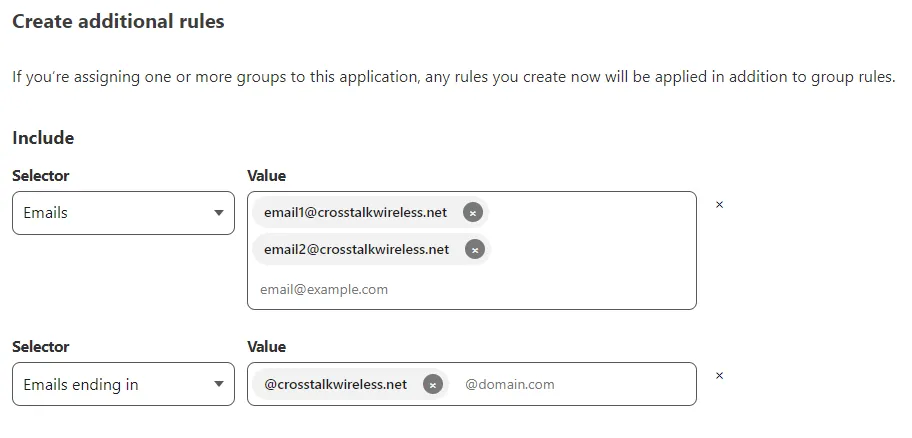 Create additional rules
If you're assigning one or more groups to this application, any rules you create now will be applied in addition to group rules.
Include
Selector Value
Emails email1@crosstalkwireless.net ×
email2@crosstalkwireless.net ×
email@example.com
Selector Value
Emails ending in @crosstalkwireless.net × @domain.com ×